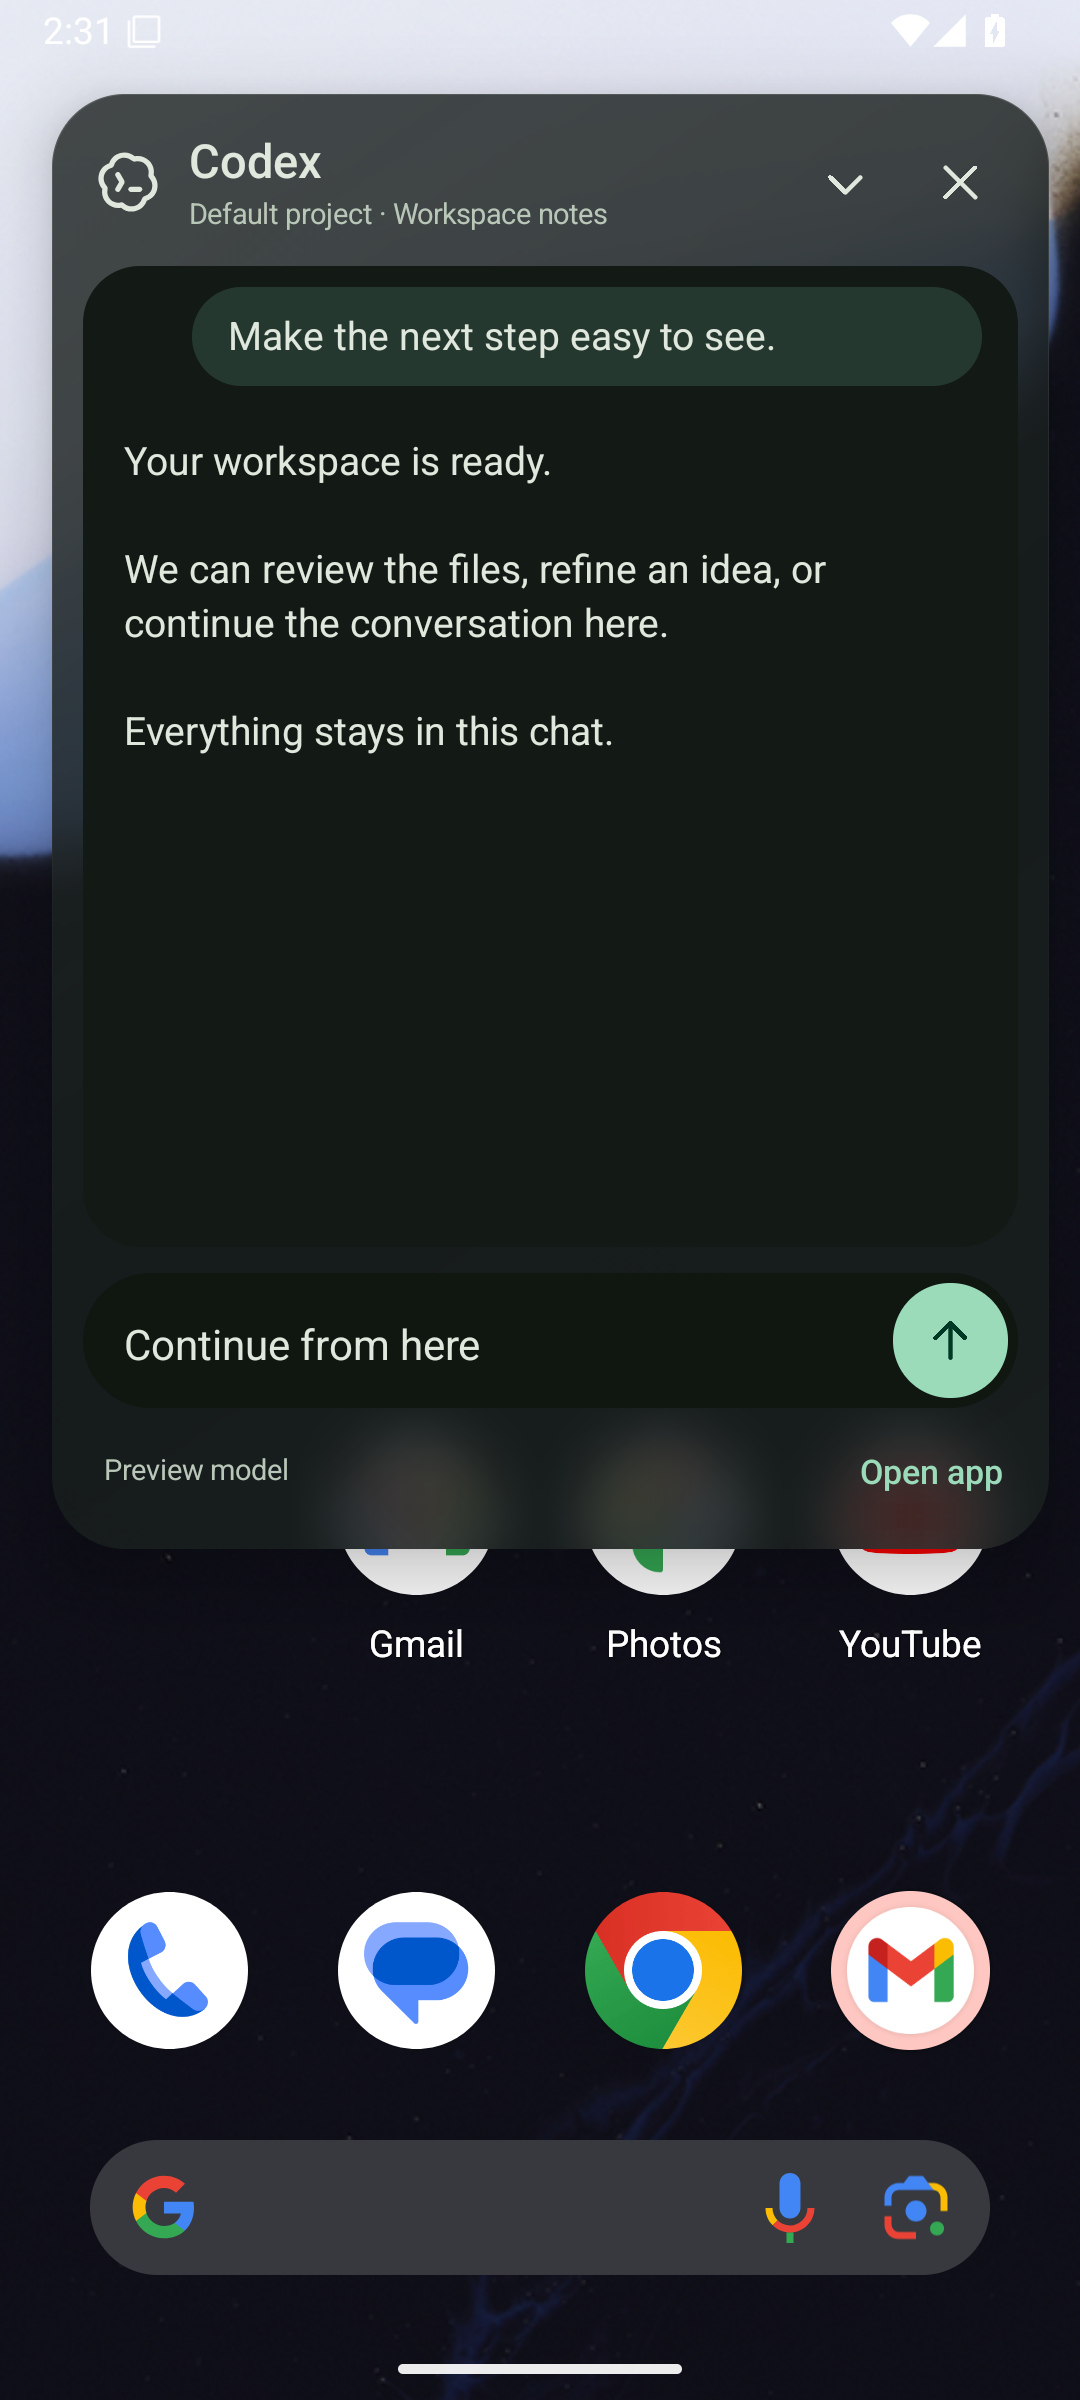 2:31
Codex
Default project · Workspace notes
Make the next step easy to see.
Your workspace is ready.
We can review the files, refine an idea, or
continue the conversation here.
Everything stays in this chat.
Continue from here
Preview model
Open app
Gmail
Photos
YouTube